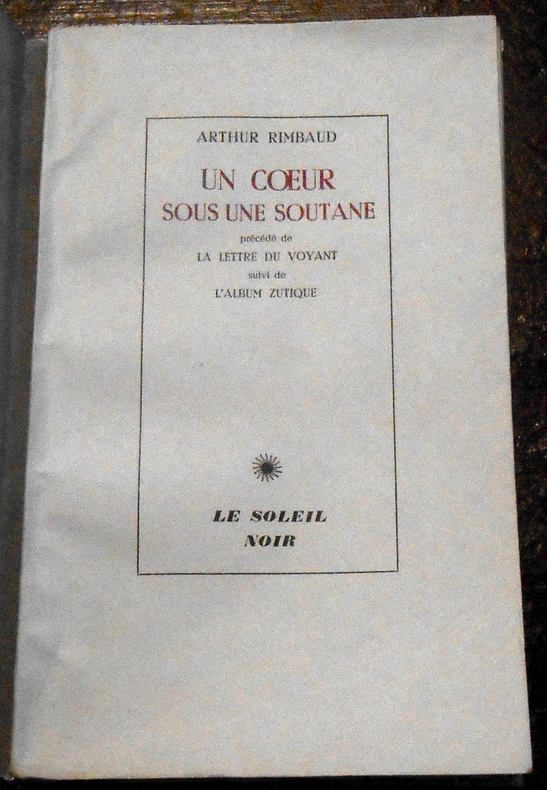 ARTHUR RIMBAUD
UN CŒUR
SOUS UNE SOUTANE
précédé de
LA LETTRE DU VOYANT
suivi de
L'ALBUM ZUTIQUE
LE SOLEIL
NOIR